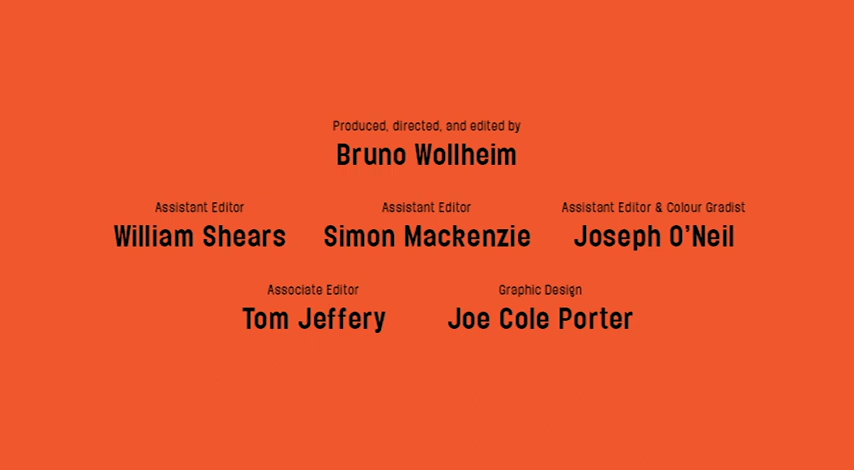 Produced, directed, and edited by
Bruno Wollheim
Assistant Editor Assistant Editor Assistant Editor & Colour Gradist
William Shears Simon Mackenzie Joseph O'Neil
Associate Editor Graphic Design
Tom Jeffery Joe Cole Porter